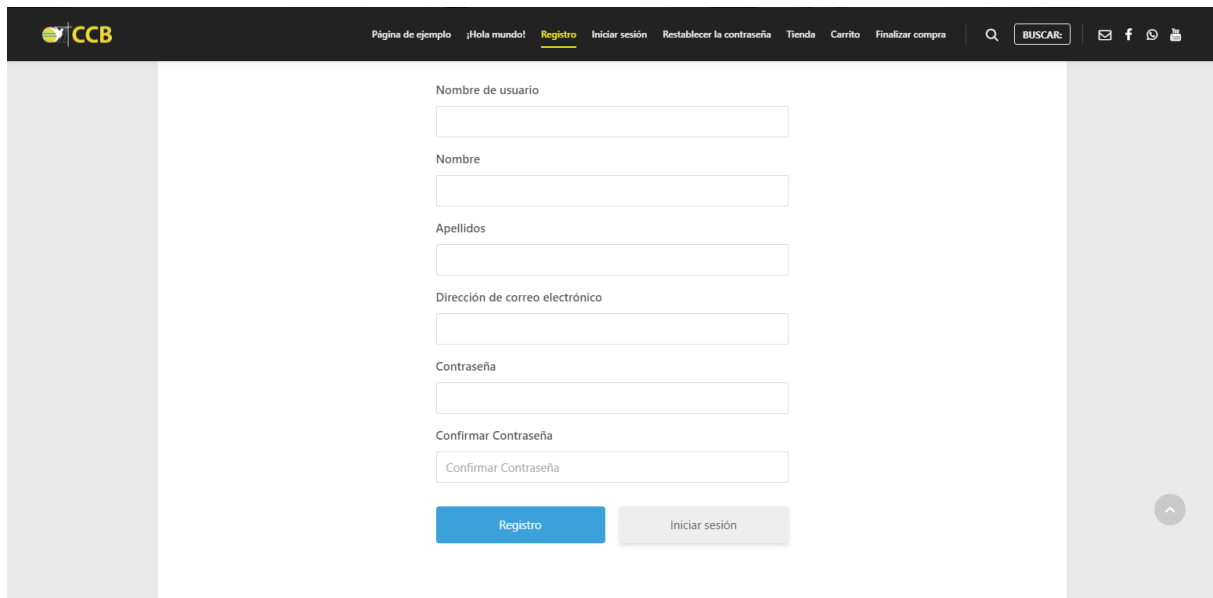 CCB
Página de ejemplo ¡Hola mundo! Registro Iniciar sesión Restablecer la contraseña Tienda Carrito Finalizar compra BUSCAR:
Nombre de usuario
Nombre
Apellidos
Dirección de correo electrónico
Contraseña
Confirmar Contraseña
Confirmar Contraseña
Registro Iniciar sesión